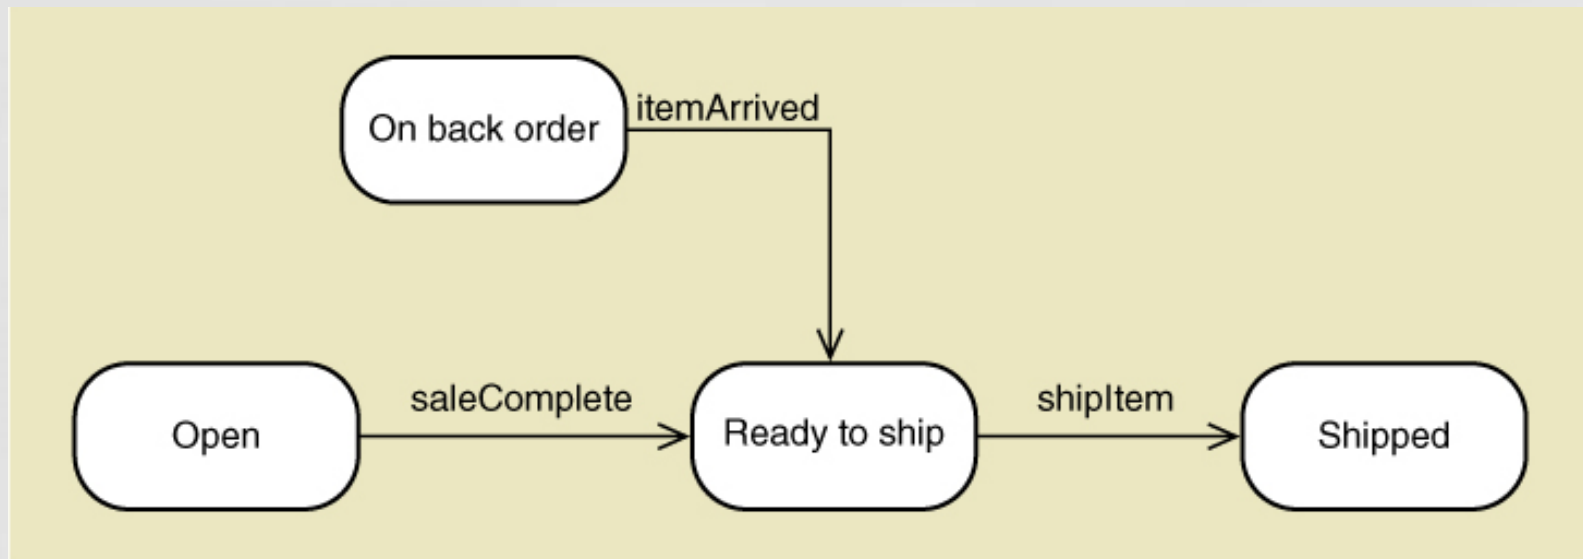 On back order
itemArrived
Open
saleComplete
Ready to ship
shipItem
Shipped